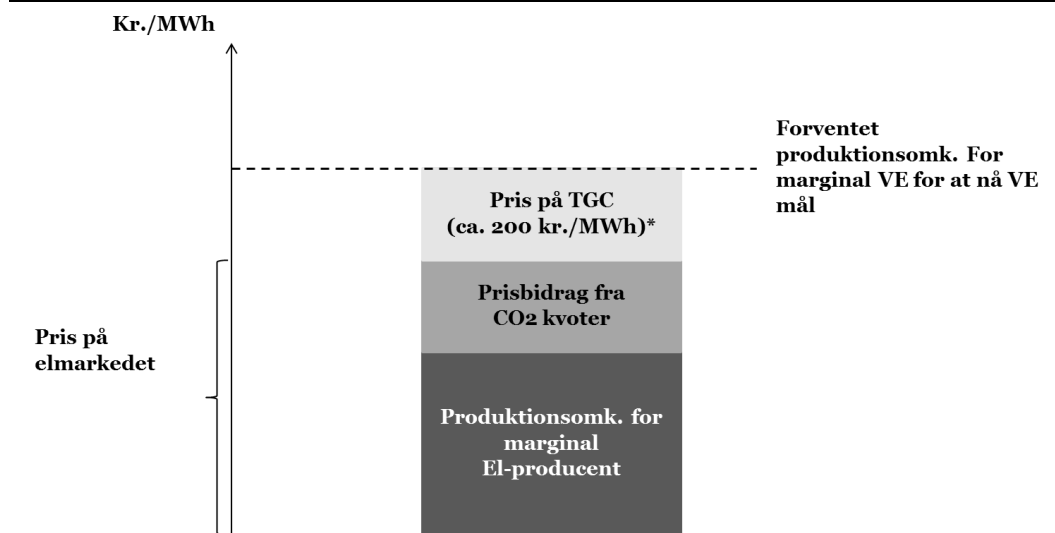 Kr./MWh
Forventet
produktionsomk. For
marginal VE for at nå VE
mål
Pris på TGC
(ca. 200 kr./MWh)*
Prisbidrag fra
CO2 kvoter
Pris på
elmarkedet
Produktionsomk. for
marginal
El-producent